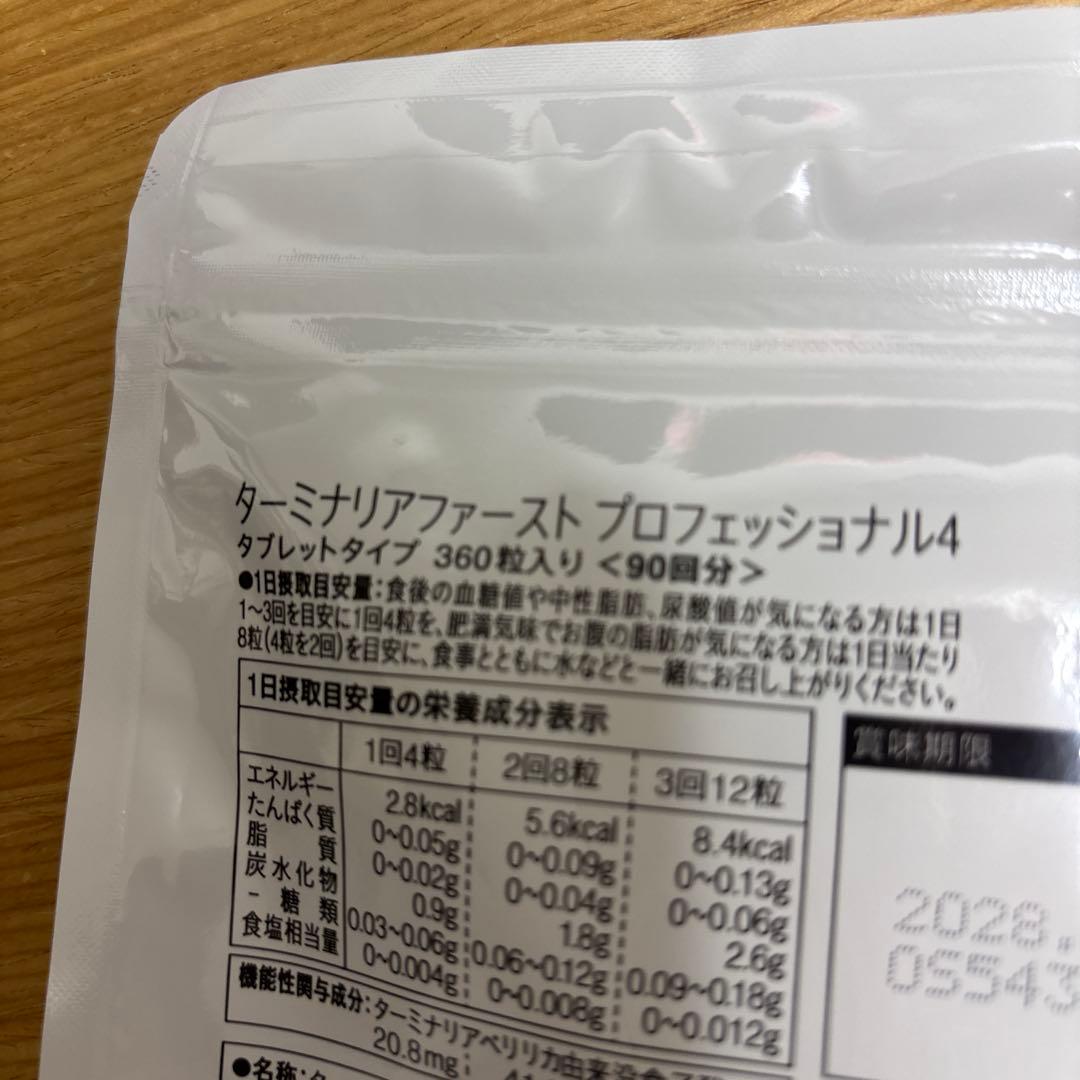 ターミナリアファースト プロフェッショナル4
タブレットタイプ 360粒入り <90回分>
●1日摂取目安量:食後の血糖値や中性脂肪、尿酸値が気になる方は1日
1~3回を目安に1回4粒を、肥満気味でお腹の脂肪が気になる方は1日当たり
8粒(4粒を2回)を目安に、食事とともに水などと一緒にお召し上がりください。
1日摂取目安量の栄養成分表示
1回4粒 2回8粒 3回12粒
エネルギー 2.8kcal 5.6kcal 8.4kcal
たんぱく質 0~0.05g 0~0.09g 0~0.13g
脂質 0~0.02g 0~0.04g 0~0.06g
炭水化物 0.9g 1.8g 2.6g
- 糖類 0.03~0.06g 0.06~0.12g 0.09~0.18g
食塩相当量 0~0.004g 0~0.008g 0~0.012g
機能性関与成分:ターミナリアベリリカ由来没食子酸
20.8mg
●名称:タ
賞味期限
2028.
05543